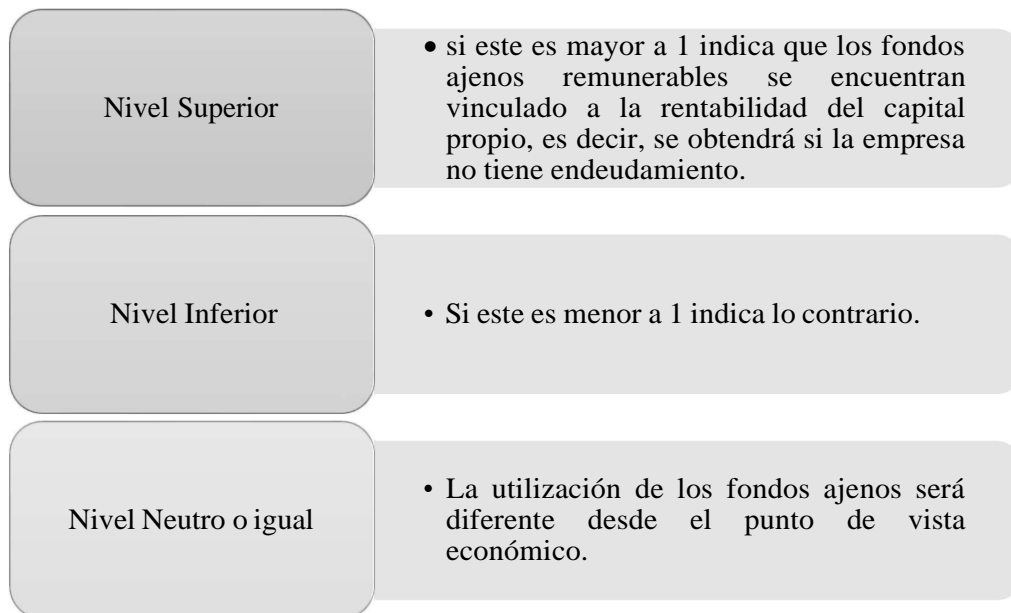 Nivel Superior
• si este es mayor a 1 indica que los fondos
ajenos remunerables se encuentran
vinculado a la rentabilidad del capital
propio, es decir, se obtendrá si la empresa
no tiene endeudamiento.
Nivel Inferior
• Si este es menor a 1 indica lo contrario.
Nivel Neutro o igual
• La utilización de los fondos ajenos será
diferente desde el punto de vista
económico.